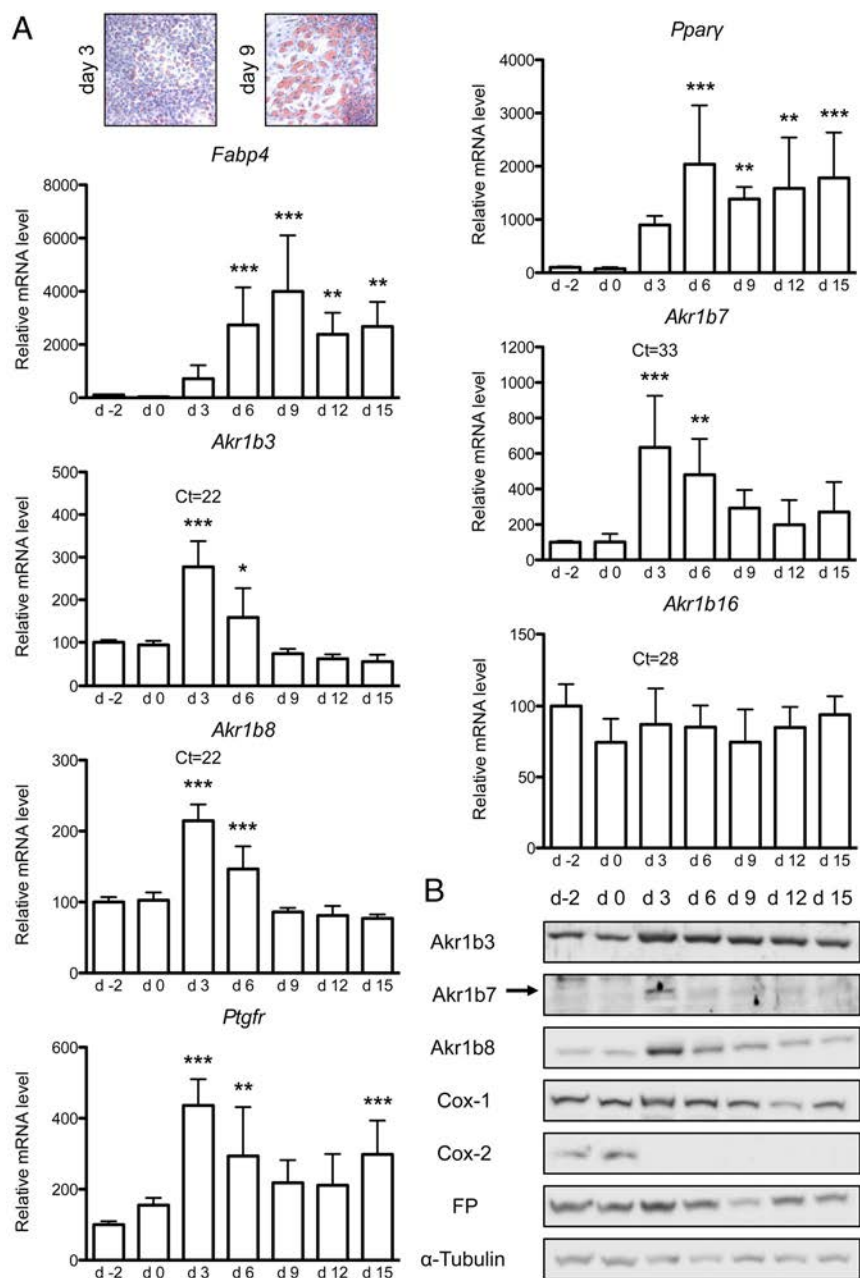 A
day 3
day 9
Fabp4
Relative mRNA level
8000
6000
4000
2000
0
***
***
**
**
d -2 d 0 d 3 d 6 d 9 d 12 d 15
Akr1b3
Relative mRNA level
500
400
300
200
100
0
Ct=22
***
*
d -2 d 0 d 3 d 6 d 9 d 12 d 15
Akr1b8
Relative mRNA level
300
200
100
0
Ct=22
***
***
d -2 d 0 d 3 d 6 d 9 d 12 d 15
Ptgfr
Relative mRNA level
600
400
200
0
***
**
***
d -2 d 0 d 3 d 6 d 9 d 12 d 15
Pparγ
Relative mRNA level
4000
3000
2000
1000
0
***
**
**
***
d -2 d 0 d 3 d 6 d 9 d 12 d 15
Akr1b7
Relative mRNA level
1200
1000
800
600
400
200
0
Ct=33
***
**
d -2 d 0 d 3 d 6 d 9 d 12 d 15
Akr1b16
Relative mRNA level
150
100
50
0
Ct=28
d -2 d 0 d 3 d 6 d 9 d 12 d 15
B
d-2 d 0 d 3 d 6 d 9 d 12 d 15
Akr1b3
Akr1b7
Akr1b8
Cox-1
Cox-2
FP
α-Tubulin